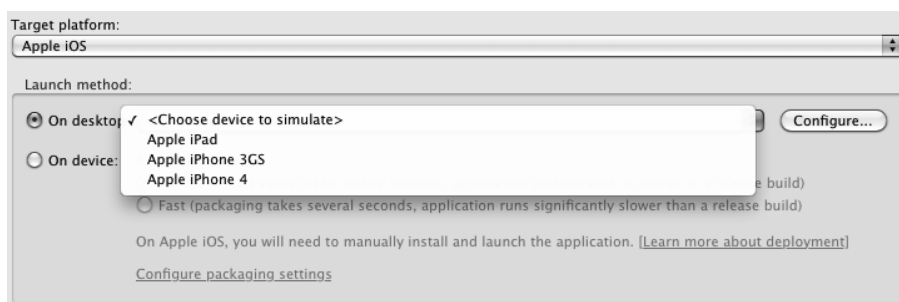 Target platform:
Apple iOS
Launch method:
On desktop
✓ <Choose device to simulate>
Configure...
Apple iPad
On device:
Apple iPhone 3GS
Apple iPhone 4
build)
Fast (packaging takes several seconds, application runs significantly slower than a release build)
On Apple iOS, you will need to manually install and launch the application. [Learn more about deployment]
Configure packaging settings